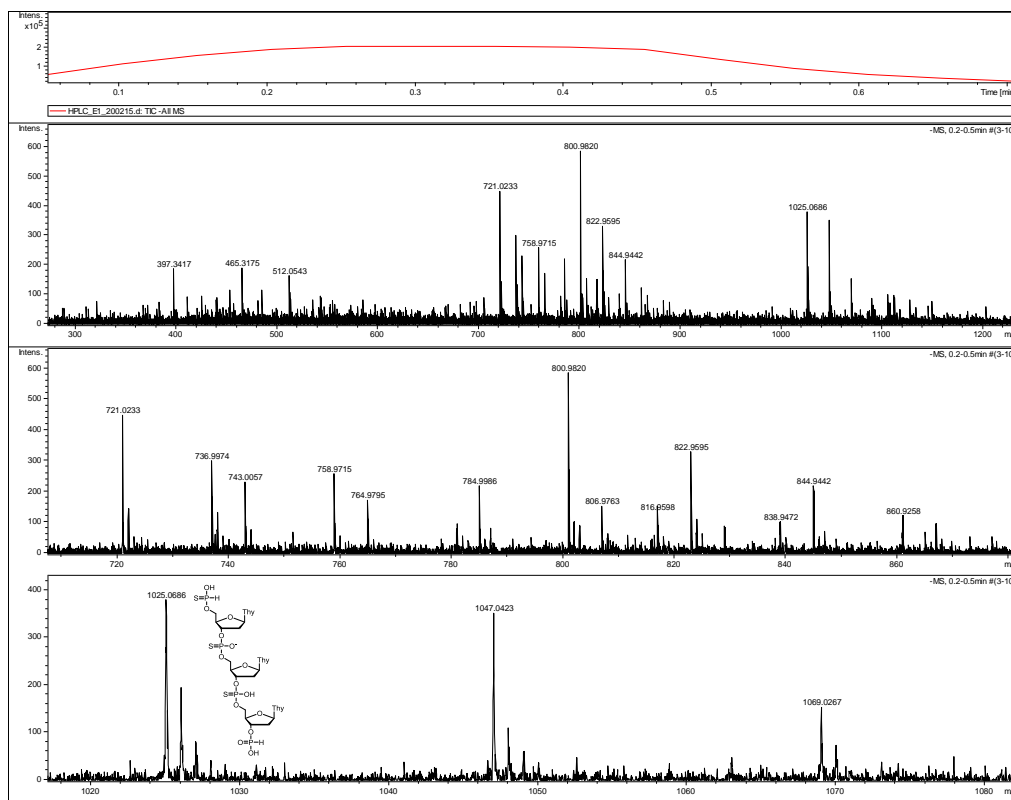 Intens.
x10⁵
2
1
0.1 0.2 0.3 0.4 0.5 0.6 Time [min
HPLC_E1_200215.d: TIC -All MS
Intens. -MS, 0.2-0.5min #(3-10
600
500
400
300
200
100
0
800.9820
721.0233
1025.0686
822.9595
758.9715
844.9442
397.3417
465.3175
512.0543
300 400 500 600 700 800 900 1000 1100 1200 m
Intens. -MS, 0.2-0.5min #(3-10
600
500
400
300
200
100
0
800.9820
721.0233
822.9595
736.9974
758.9715
743.0057
784.9986
844.9442
764.9795
806.9763
816.9598
838.9472
860.9258
720 740 760 780 800 820 840 860 m
Intens. -MS, 0.2-0.5min #(3-10
400
300
200
100
0
1025.0686
1047.0423
1069.0267
OH
S=P-H
O
O Thy
O
S=P-O-
O
O Thy
O
S=P-OH
O
O Thy
O
O=P-H
OH
1020 1030 1040 1050 1060 1070 1080 m